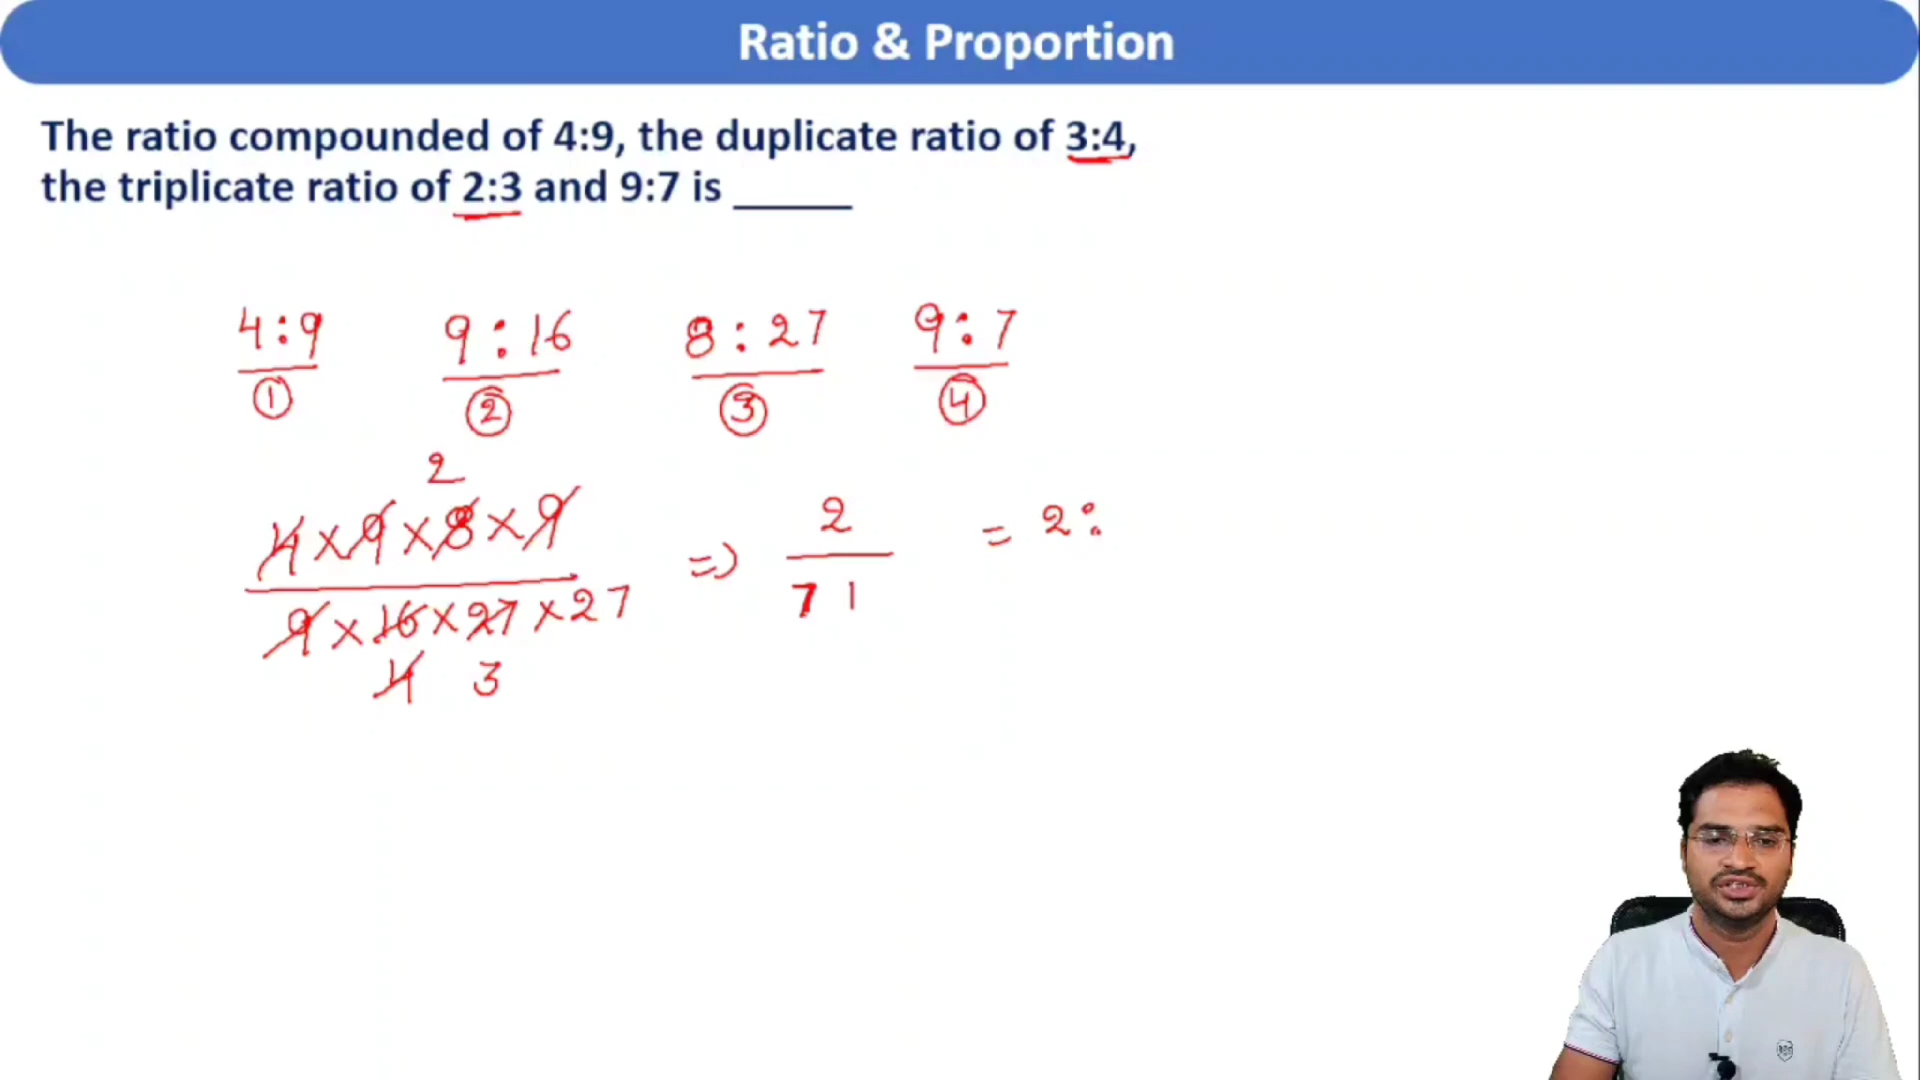 Ratio & Proportion
The ratio compounded of 4:9, the duplicate ratio of 3:4,
the triplicate ratio of 2:3 and 9:7 is ______
4:9 9:16 8:27 9:7
① ② ③ ④
2
4×9×8×9
9×16×27×27
4 3
=> 2
7 1
= 2: